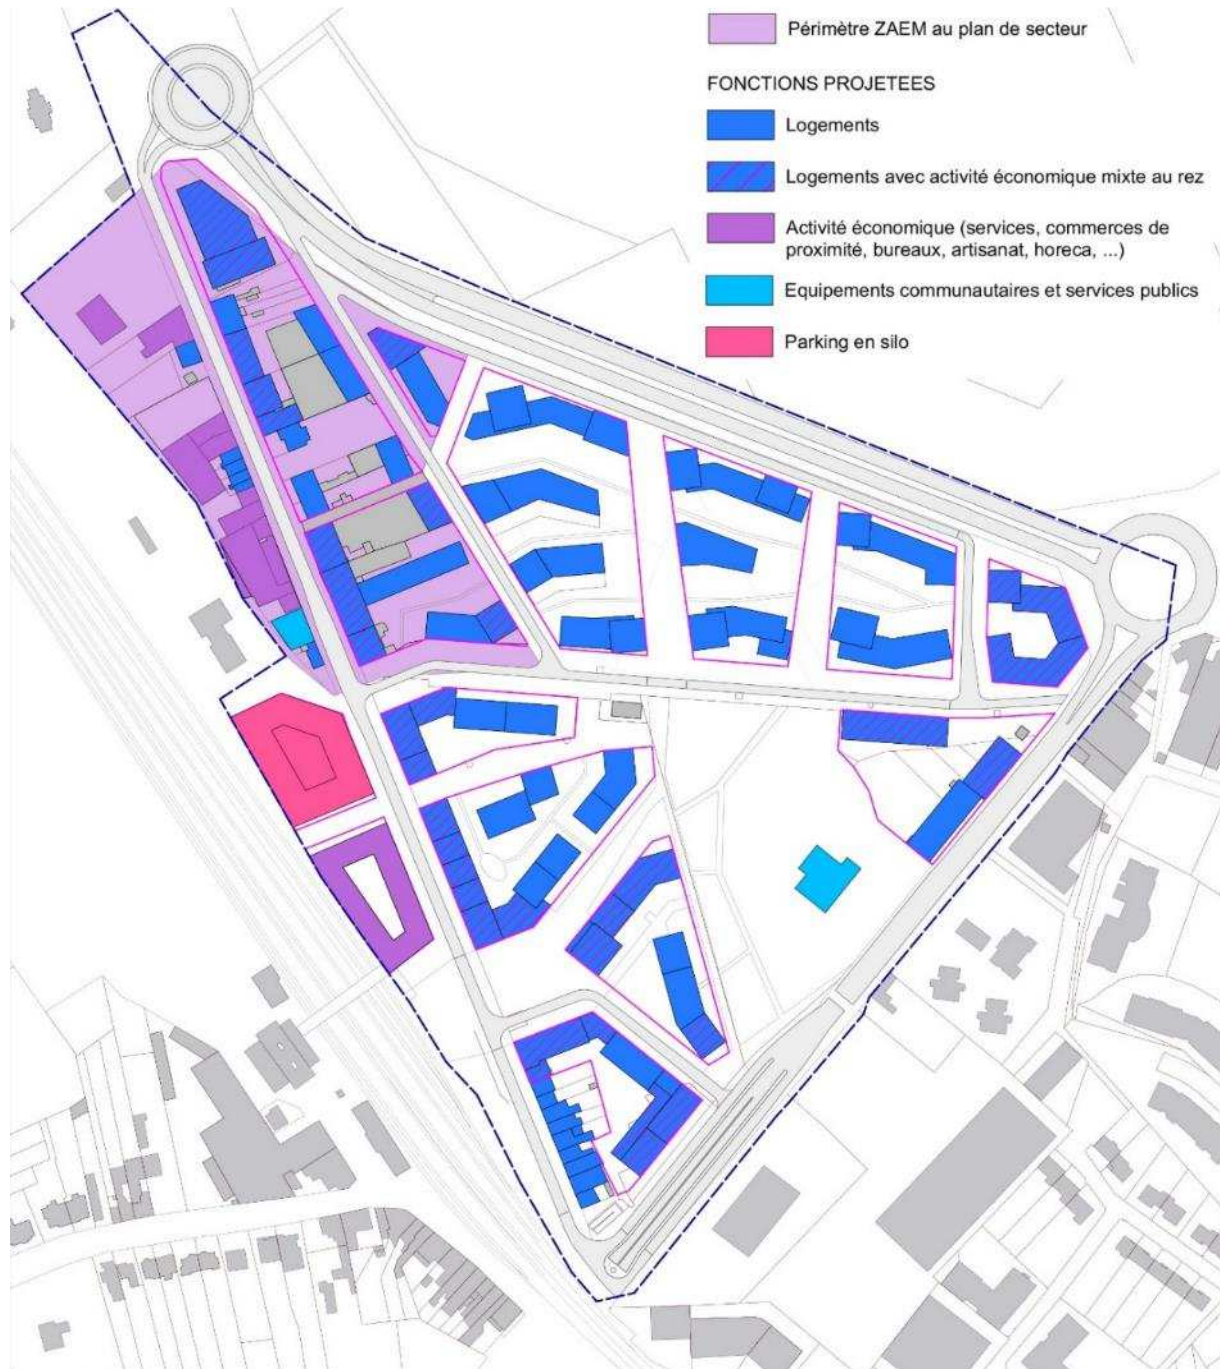 Périmètre ZAEM au plan de secteur
FONCTIONS PROJETEES
Logements
Logements avec activité économique mixte au rez
Activité économique (services, commerces de
proximité, bureaux, artisanat, horeca, ...)
Equipements communautaires et services publics
Parking en silo